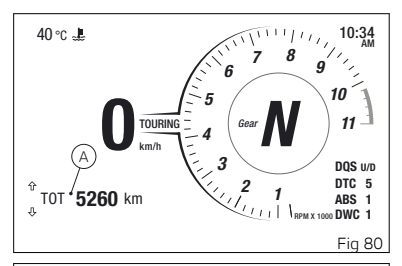 40 °C
10:34
AM
7
8
6
9
5
10
0
TOURING
Gear
N
4
11
km/h
A
3
2
1
RPM X 1000
DQS U/D
DTC 5
ABS 1
DWC 1
TOT 5260 km
Fig 80